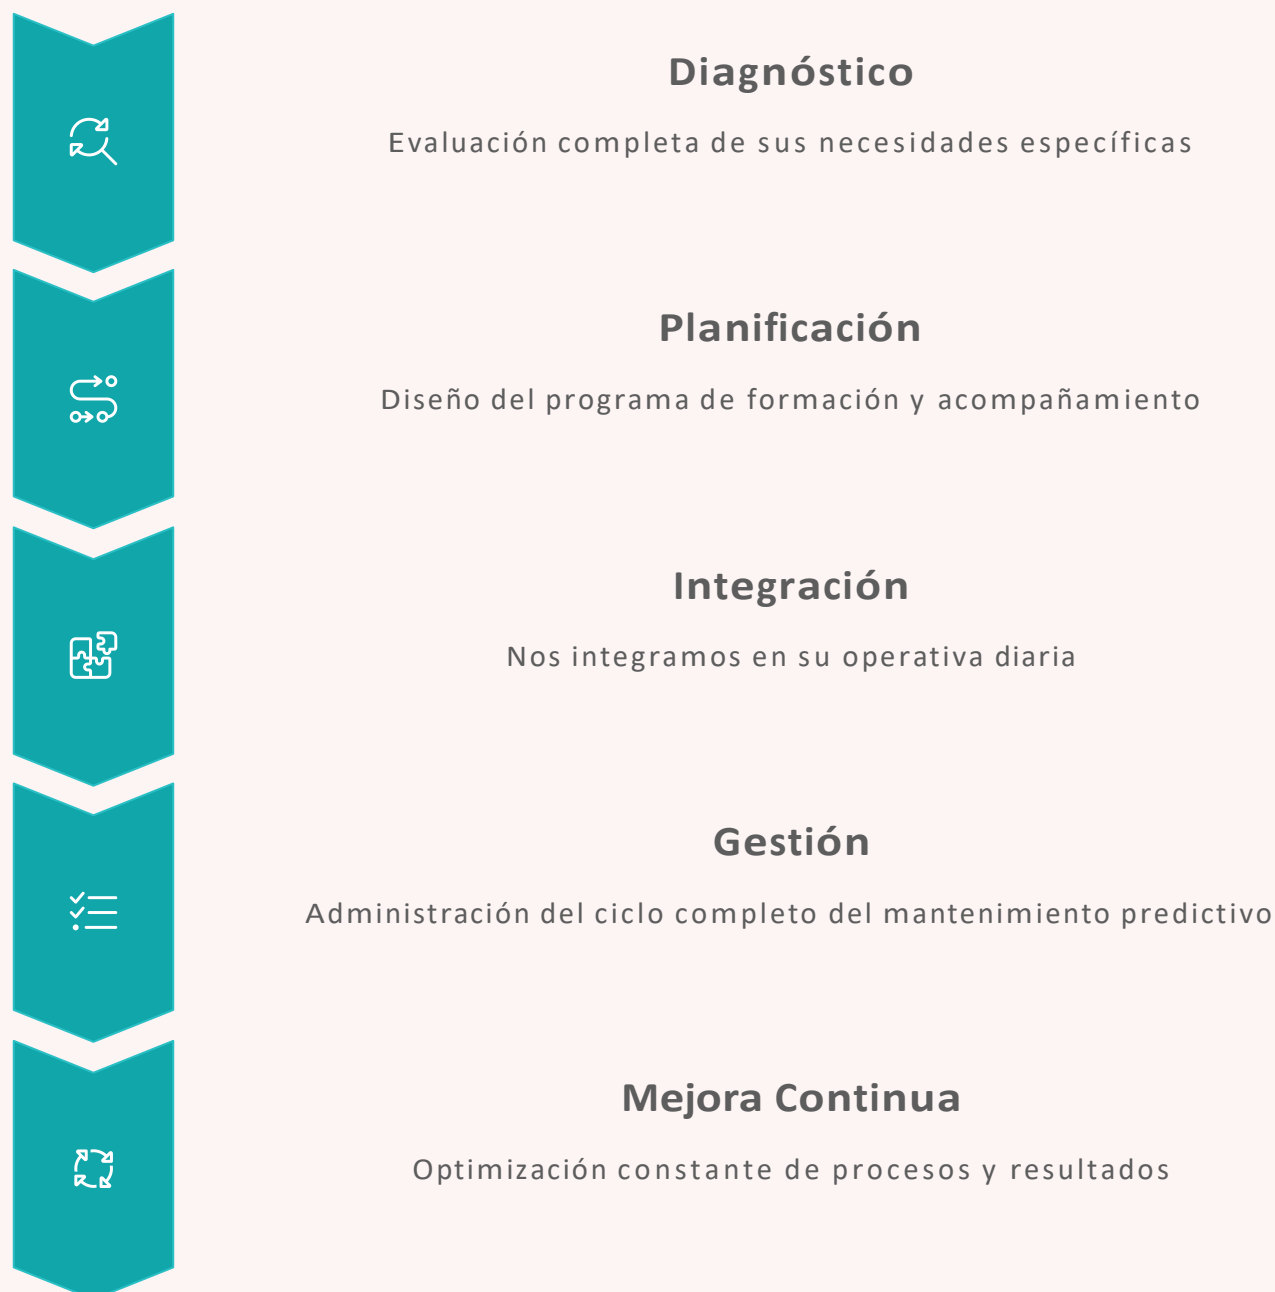 Diagnóstico
Evaluación completa de sus necesidades específicas
Planificación
Diseño del programa de formación y acompañamiento
Integración
Nos integramos en su operativa diaria
Gestión
Administración del ciclo completo del mantenimiento predictivo
Mejora Continua
Optimización constante de procesos y resultados